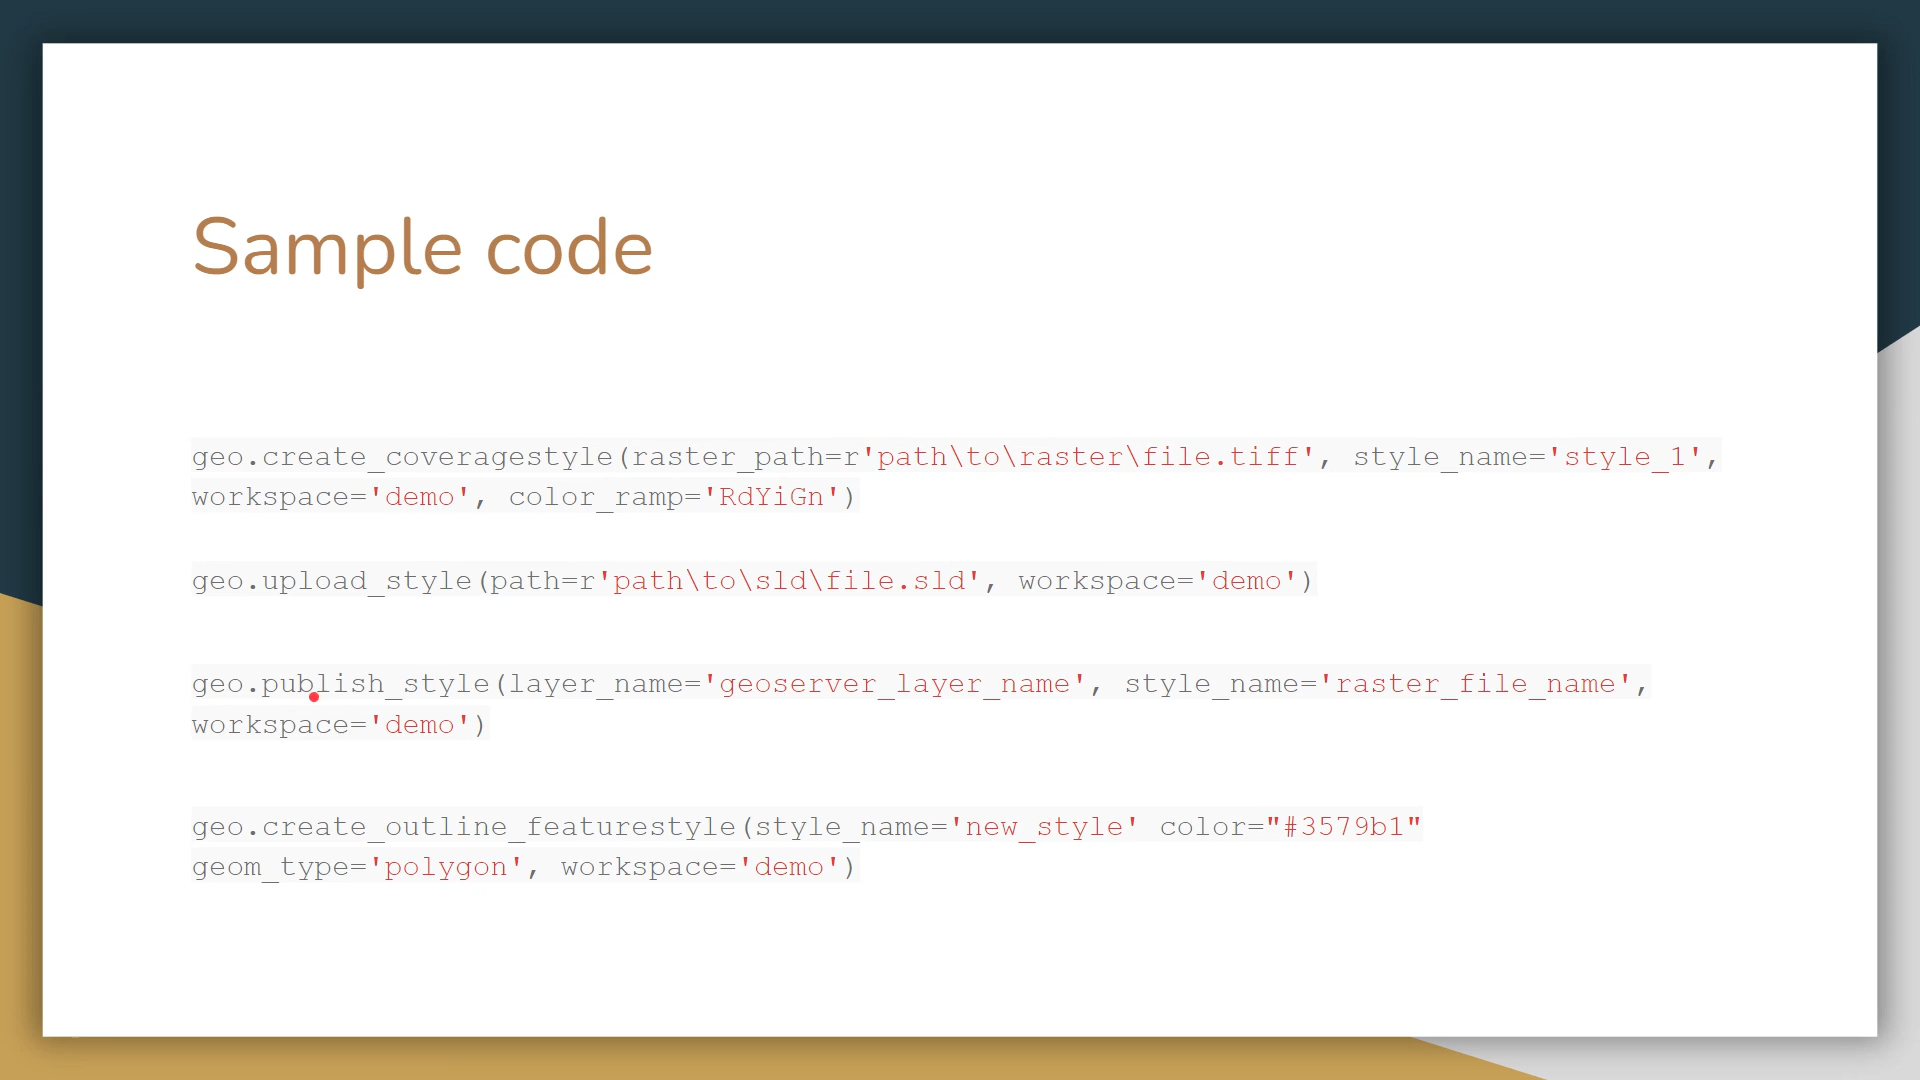 Sample code
geo.create_coveragestyle(raster_path=r'path\to\raster\file.tiff', style_name='style_1',
workspace='demo', color_ramp='RdYiGn')
geo.upload_style(path=r'path\to\sld\file.sld', workspace='demo')
geo.publish_style(layer_name='geoserver_layer_name', style_name='raster_file_name',
workspace='demo')
geo.create_outline_featurestyle(style_name='new_style' color="#3579b1"
geom_type='polygon', workspace='demo')